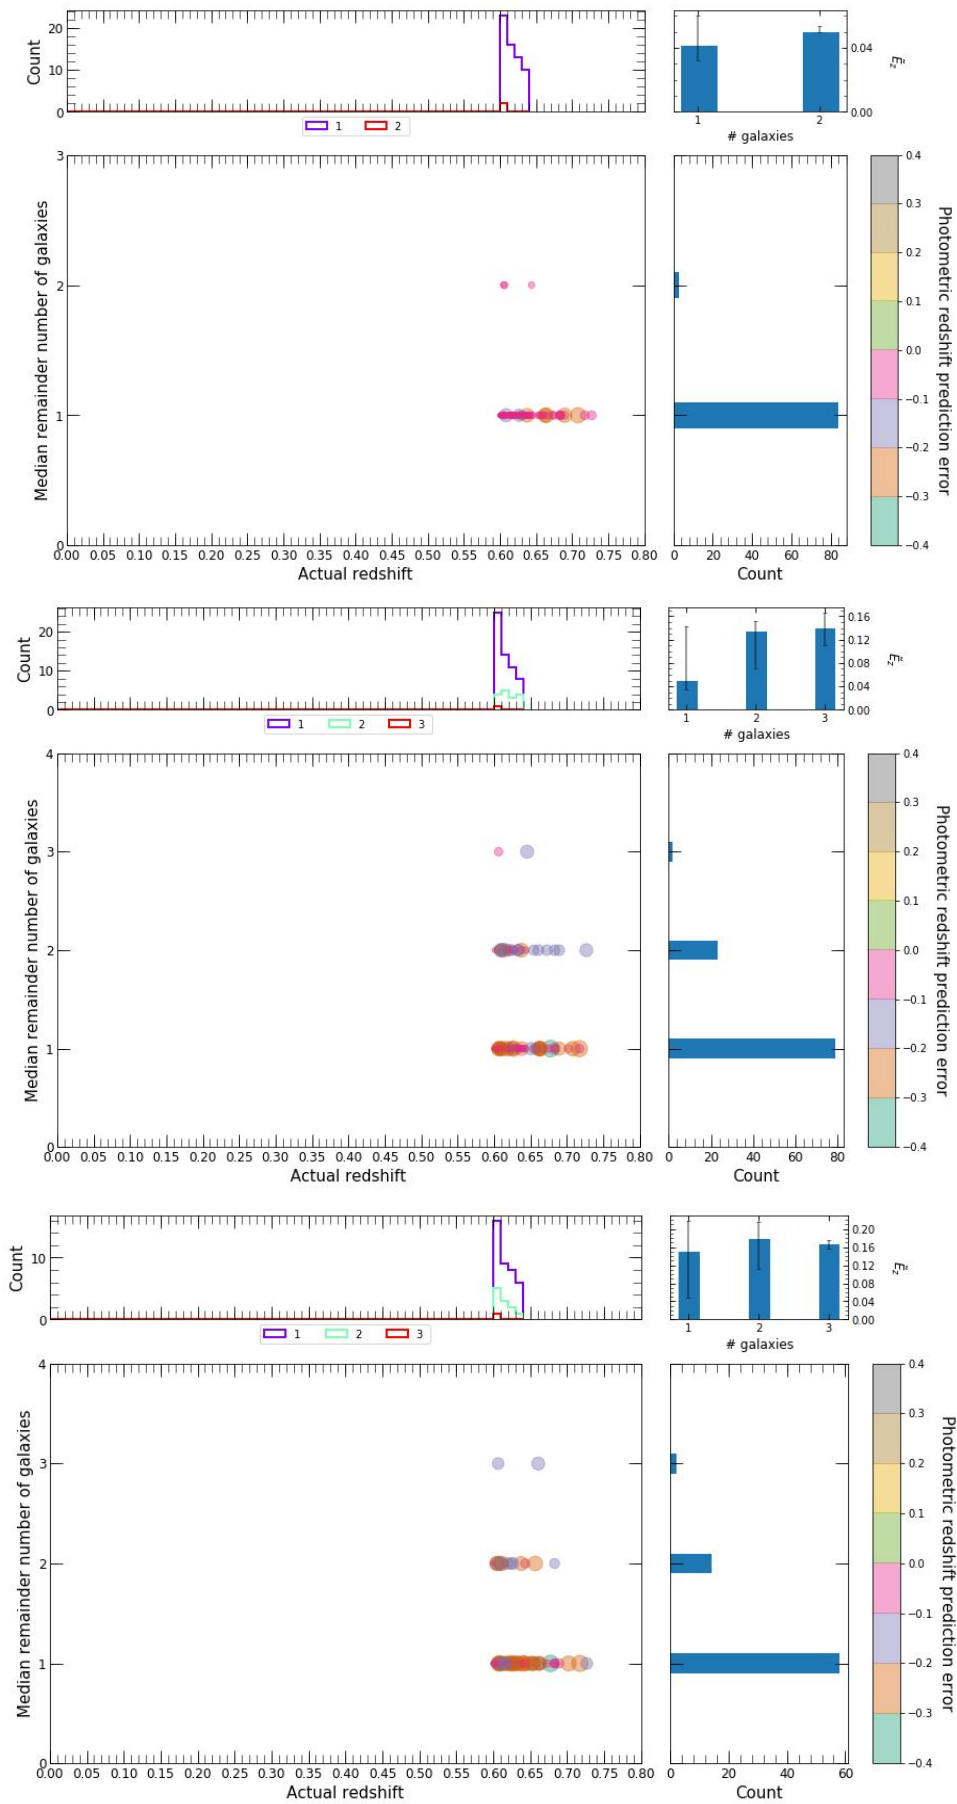 20
10
0
Count
1 2
0.04
0.00
Ẽz
1 2
# galaxies
3
2
1
0
Median remainder number of galaxies
0.00 0.05 0.10 0.15 0.20 0.25 0.30 0.35 0.40 0.45 0.50 0.55 0.60 0.65 0.70 0.75 0.80
Actual redshift
0 20 40 60 80
Count
0.4
0.3
0.2
0.1
0.0
−0.1
−0.2
−0.3
−0.4
Photometric redshift prediction error
20
10
0
Count
1 2 3
0.16
0.12
0.08
0.04
0.00
Ẽz
1 2 3
# galaxies
4
3
2
1
0
Median remainder number of galaxies
0.00 0.05 0.10 0.15 0.20 0.25 0.30 0.35 0.40 0.45 0.50 0.55 0.60 0.65 0.70 0.75 0.80
Actual redshift
0 20 40 60 80
Count
0.4
0.3
0.2
0.1
0.0
−0.1
−0.2
−0.3
−0.4
Photometric redshift prediction error
10
0
Count
1 2 3
0.20
0.16
0.12
0.08
0.04
0.00
Ẽz
1 2 3
# galaxies
4
3
2
1
0
Median remainder number of galaxies
0.00 0.05 0.10 0.15 0.20 0.25 0.30 0.35 0.40 0.45 0.50 0.55 0.60 0.65 0.70 0.75 0.80
Actual redshift
0 20 40 60
Count
0.4
0.3
0.2
0.1
0.0
−0.1
−0.2
−0.3
−0.4
Photometric redshift prediction error